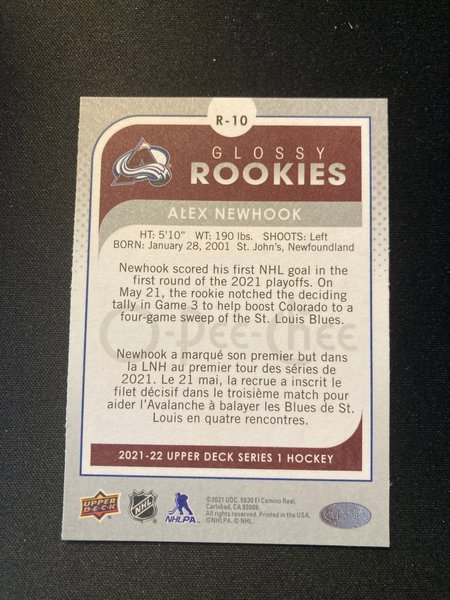 R-10
GLOSSY
ROOKIES
ALEX NEWHOOK
HT: 5'10" WT: 190 lbs. SHOOTS: Left
BORN: January 28, 2001 St. John's, Newfoundland
Newhook scored his first NHL goal in the
first round of the 2021 playoffs. On
May 21, the rookie notched the deciding
tally in Game 3 to help boost Colorado to a
four-game sweep of the St. Louis Blues.
O-Pee-Chee
Newhook a marqué son premier but dans
la LNH au premier tour des séries de
2021. Le 21 mai, la recrue a inscrit le
filet décisif dans le troisième match pour
aider l'Avalanche à balayer les Blues de St.
Louis en quatre rencontres.
2021-22 UPPER DECK SERIES 1 HOCKEY
UPPER
DECK
NHL
NHLPA
©2021 UDC. 5830 El Camino Real,
Carlsbad, CA 92008.
All rights reserved. Printed in the USA.
©NHLPA. © NHL.